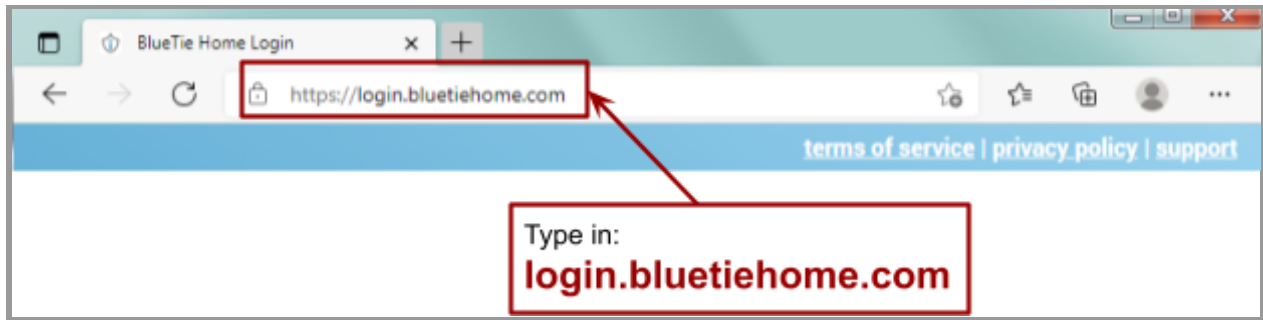 BlueTie Home Login
https://login.bluetiehome.com
terms of service | privacy policy | support
Type in:
login.bluetiehome.com